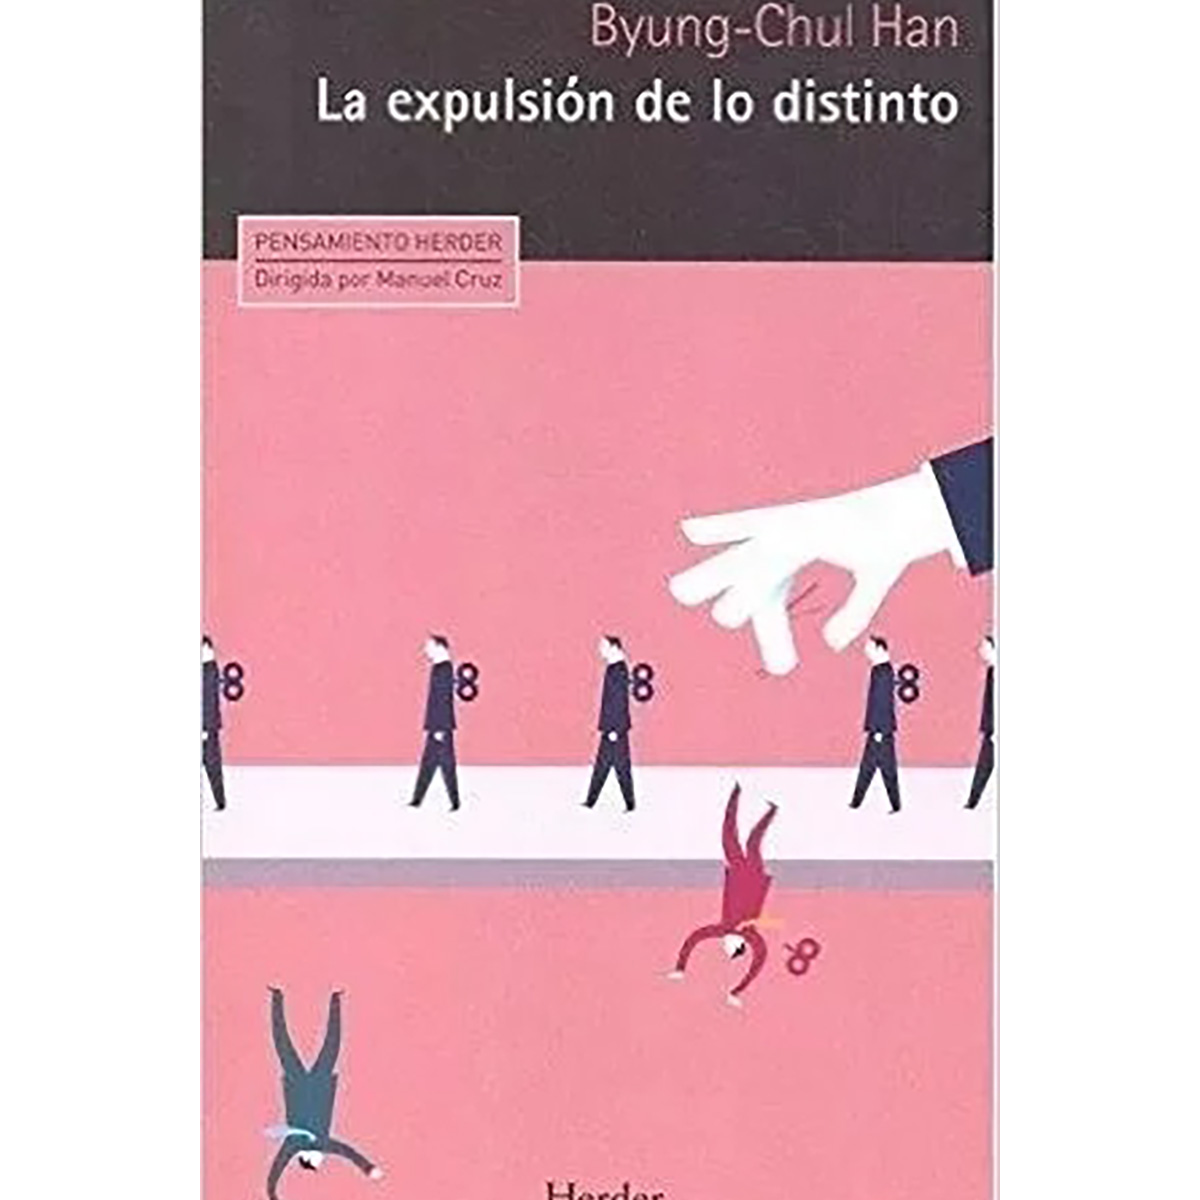 Byung-Chul Han
La expulsión de lo distinto
PENSAMIENTO HERDER
Dirigida por Manuel Cruz
Herder